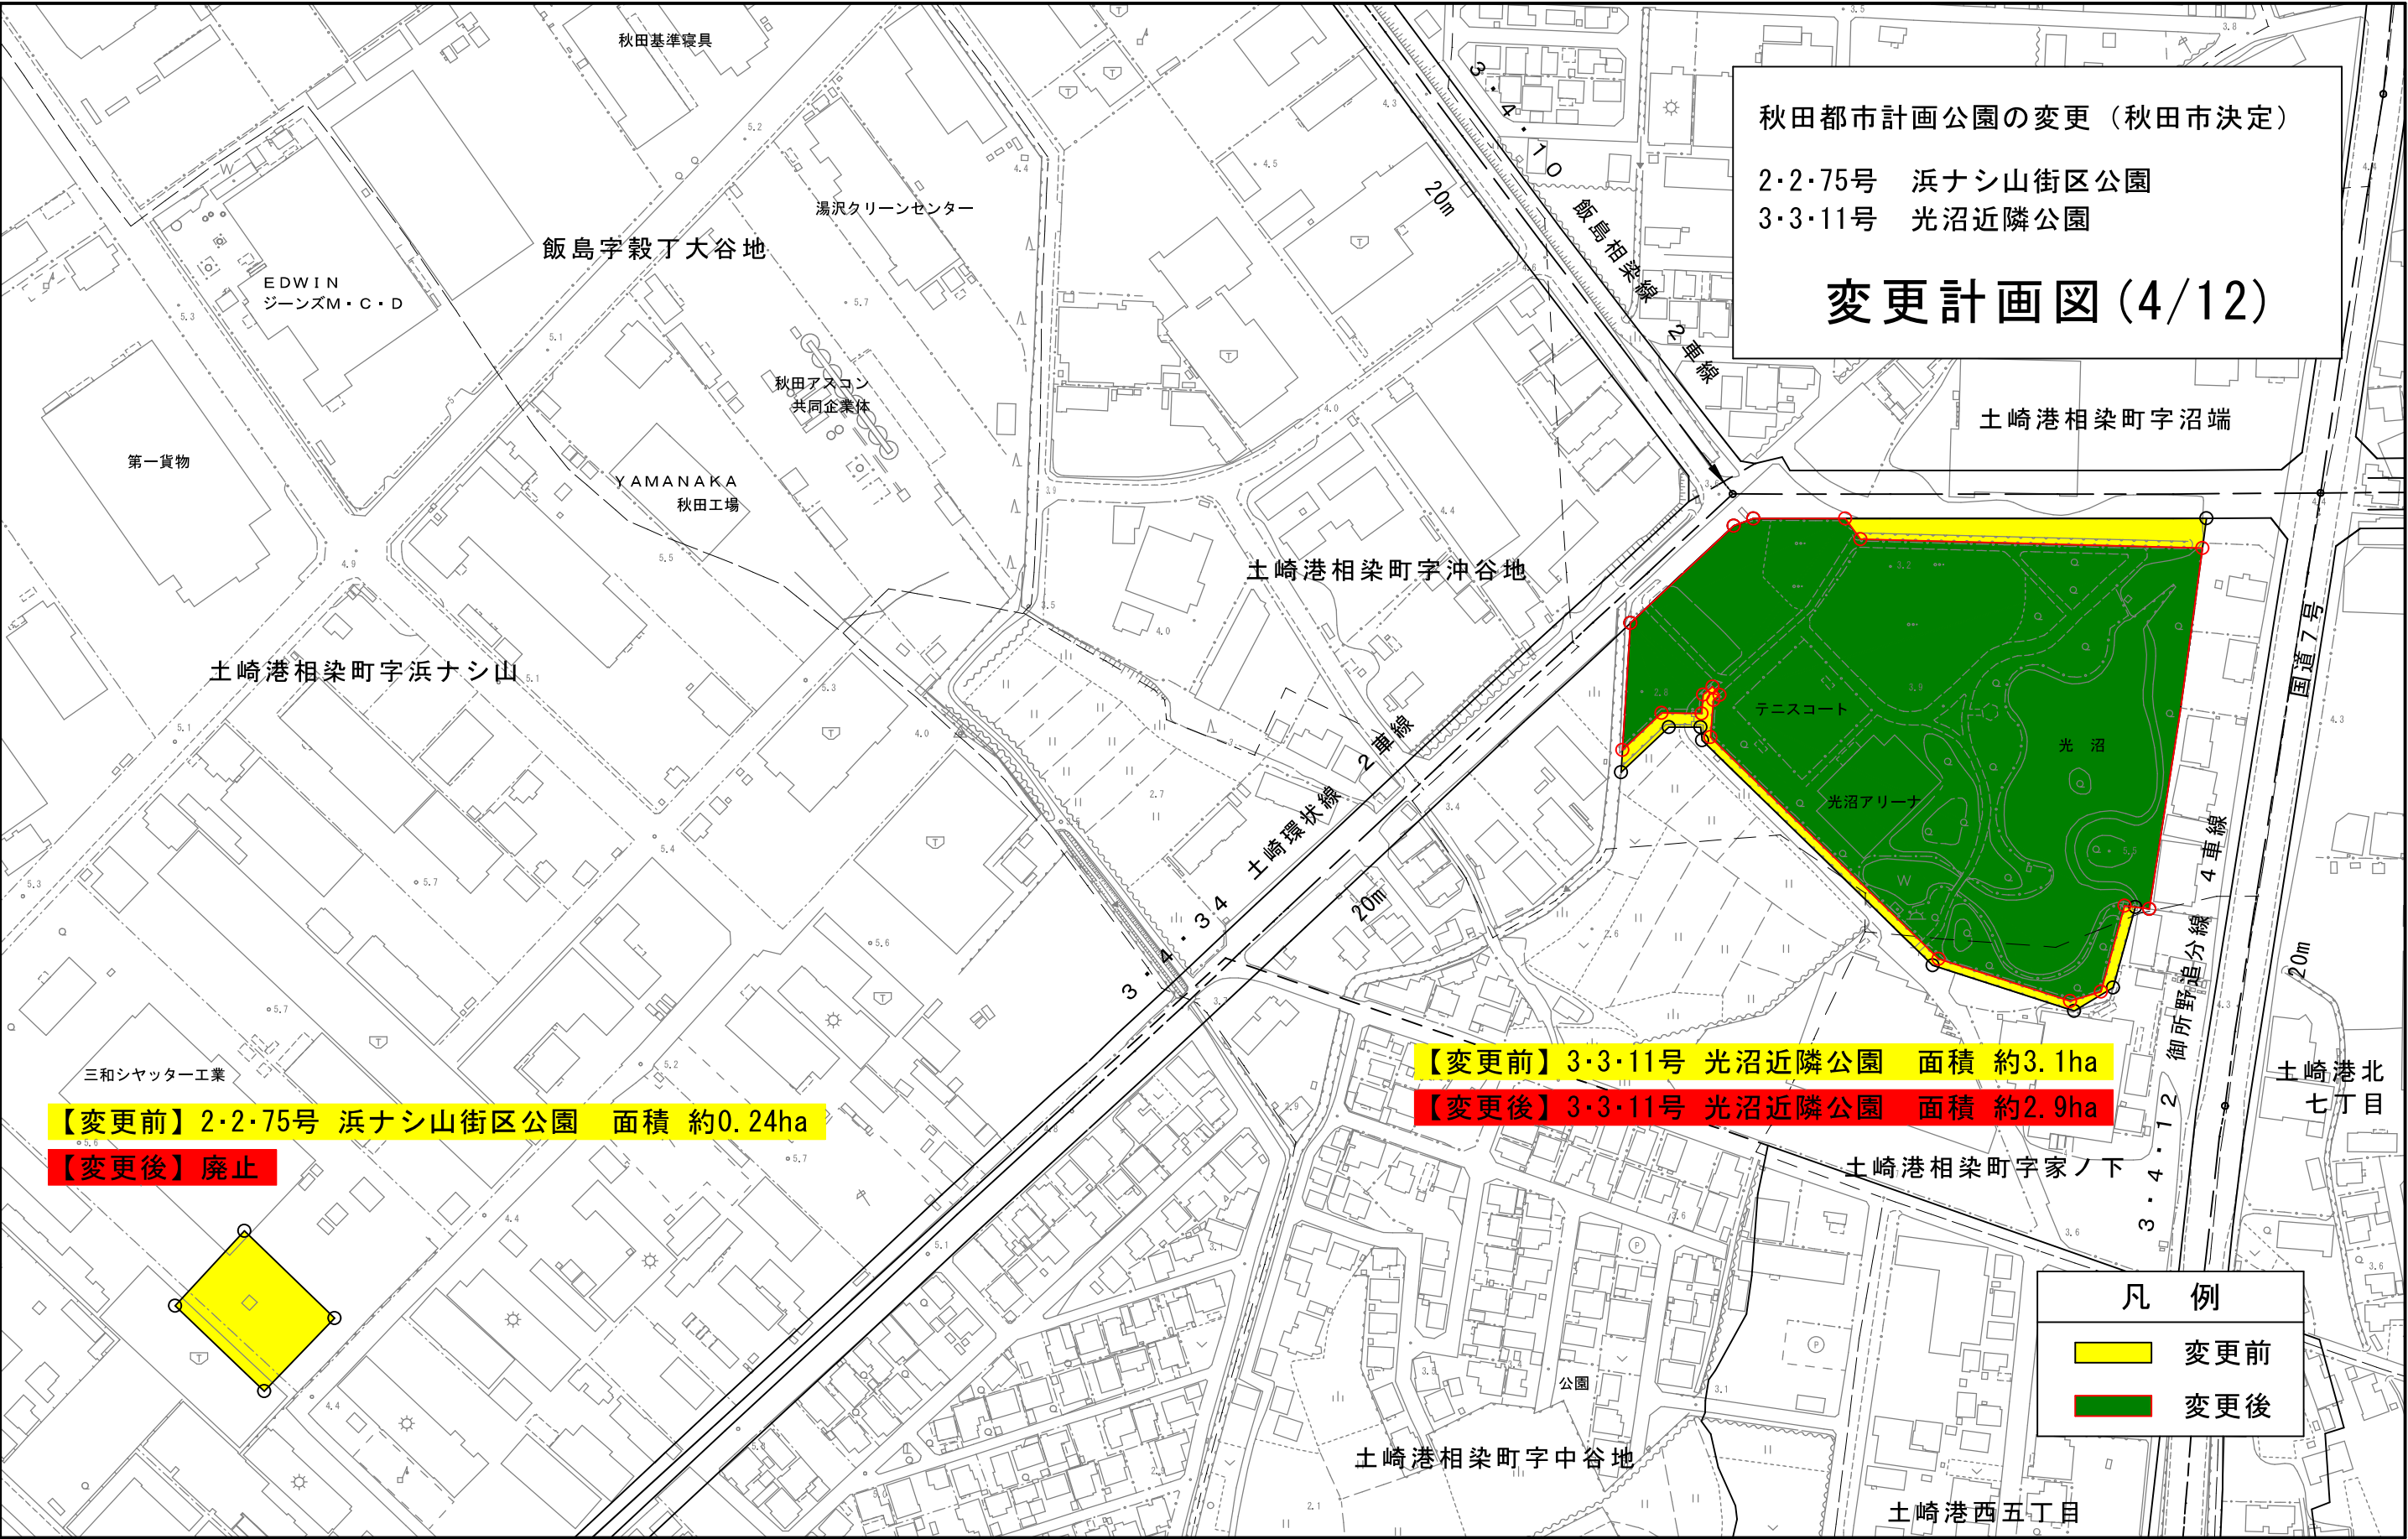 秋田都市計画公園の変更（秋田市決定）
2･2･75号　浜ナシ山街区公園
3･3･11号　光沼近隣公園
変更計画図(4/12)
秋田基準寝具
湯沢クリーンセンター
飯島字穀丁大谷地
EDWIN
ジーンズM・C・D
秋田アスコン
共同企業体
第一貨物
YAMANAKA
秋田工場
3・4・10　飯島相染線　2車線
20m
土崎港相染町字沼端
土崎港相染町字沖谷地
土崎港相染町字浜ナシ山
国道7号
テニスコート
光　沼
光沼アリーナ
3・4・34　土崎環状線　2車線
20m
3・4・12　御所野追分線　4車線
20m
三和シヤッター工業
【変更前】3･3･11号 光沼近隣公園　面積 約3.1ha
【変更後】3･3･11号 光沼近隣公園　面積 約2.9ha
【変更前】2･2･75号 浜ナシ山街区公園　面積 約0.24ha
【変更後】廃止
土崎港北
七丁目
土崎港相染町字家ノ下
公園
土崎港相染町字中谷地
土崎港西五丁目
凡　例
変更前
変更後